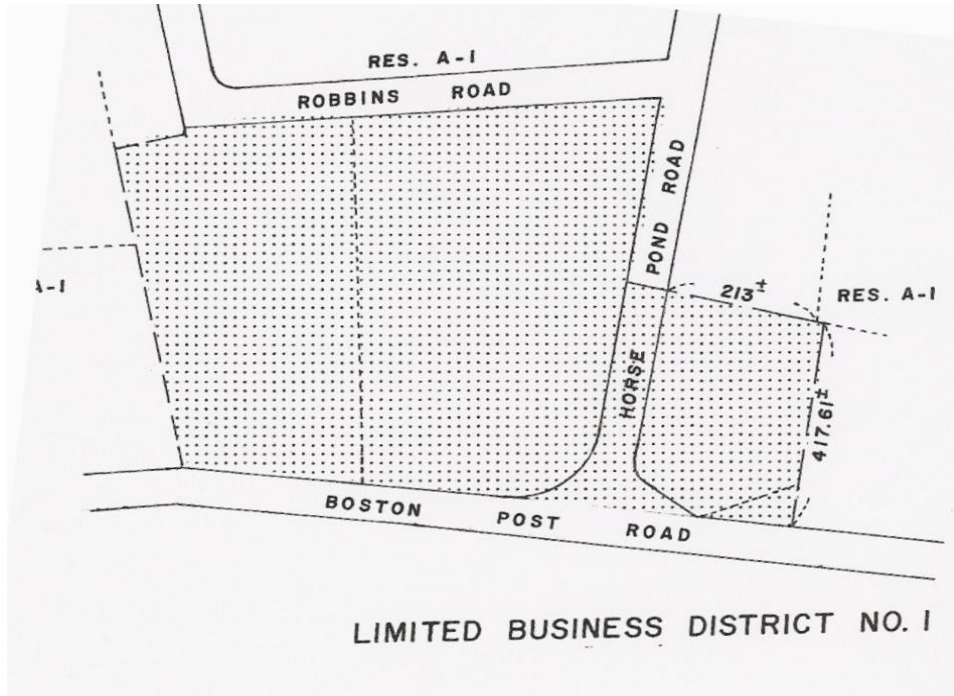 RES. A-1
ROBBINS ROAD
HORSE POND ROAD
A-1
213±
RES. A-1
417.61±
BOSTON POST ROAD
LIMITED BUSINESS DISTRICT NO. 1